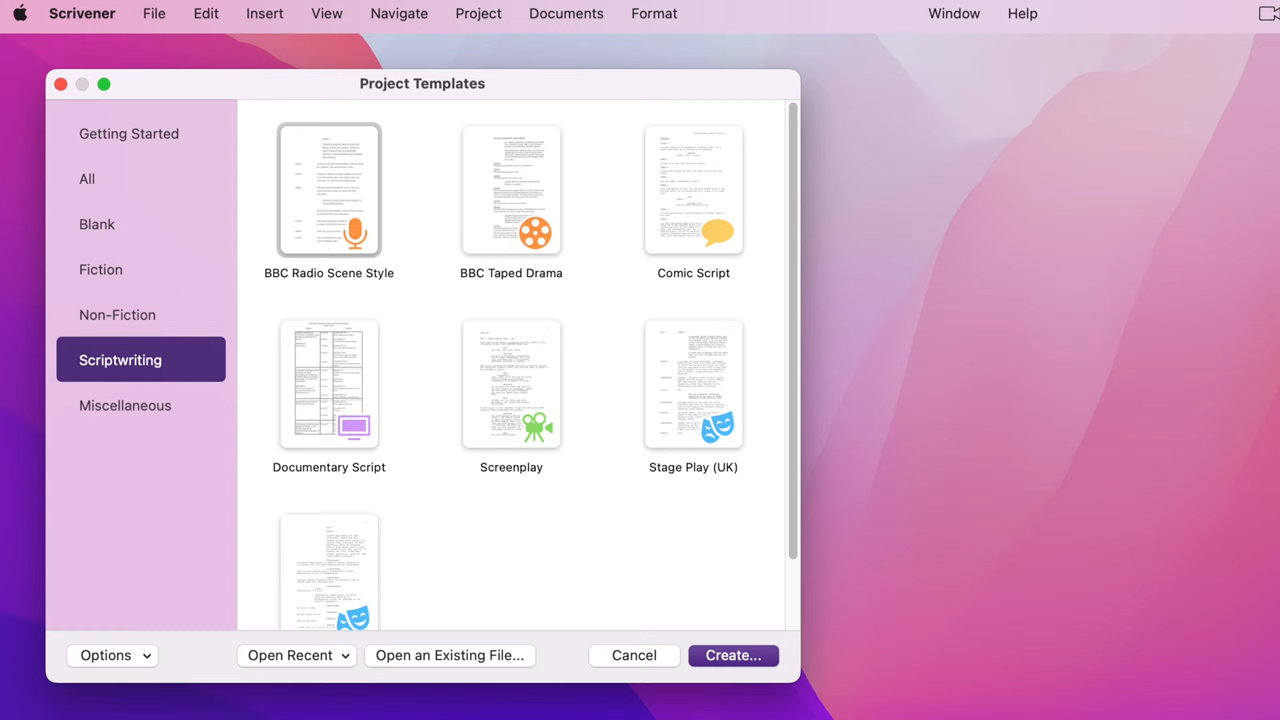 Scrivener File Edit Insert View Navigate Project Documents Format Window Help
Project Templates
Getting Started
All
Blank
Fiction
Non-Fiction
Scriptwriting
Miscellaneous
BBC Radio Scene Style BBC Taped Drama Comic Script
Documentary Script Screenplay Stage Play (UK)
Options Open Recent Open an Existing File... Cancel Create...